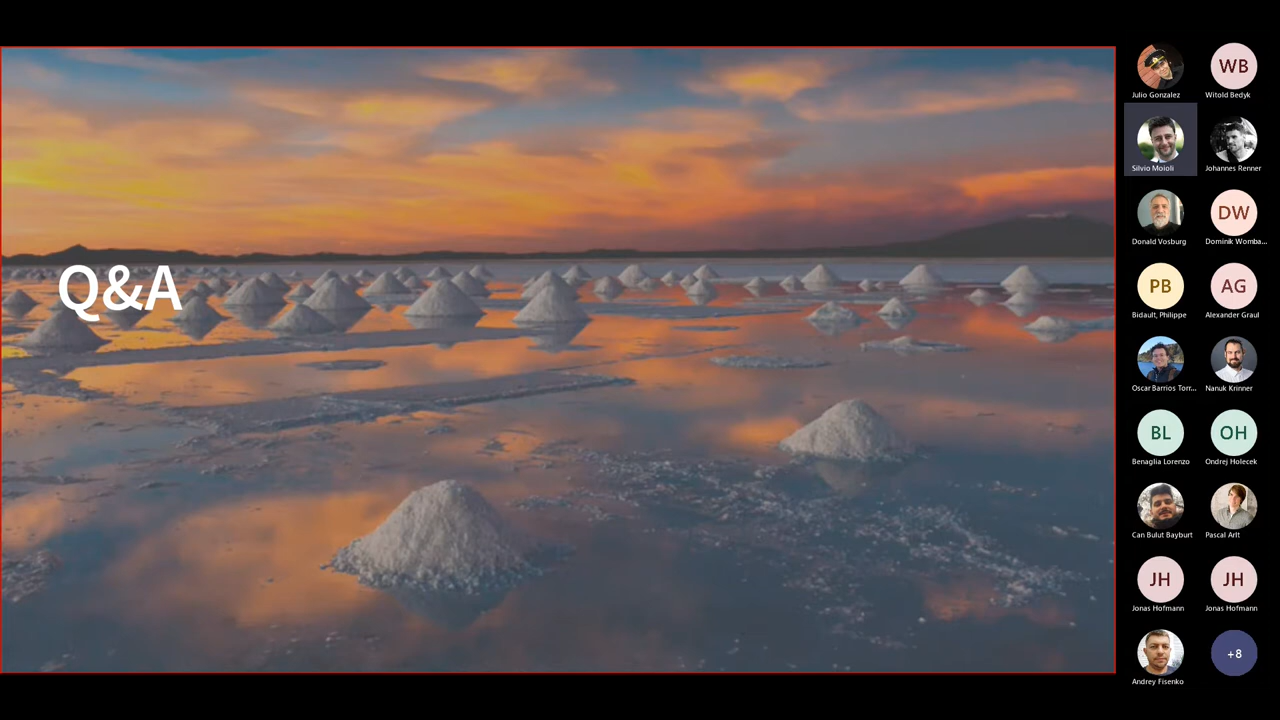 Q&A
WB
Julio Gonzalez
Witold Bedyk
Silvio Moioli
Johannes Renner
DW
Donald Vosburg
Dominik Womba...
PB
AG
Bidault, Philippe
Alexander Graul
Oscar Barrios Torr...
Nanuk Krinner
BL
OH
Benaglia Lorenzo
Ondrej Holecek
Can Bulut Bayburt
Pascal Arlt
JH
JH
Jonas Hofmann
Jonas Hofmann
+8
Andrey Fisenko